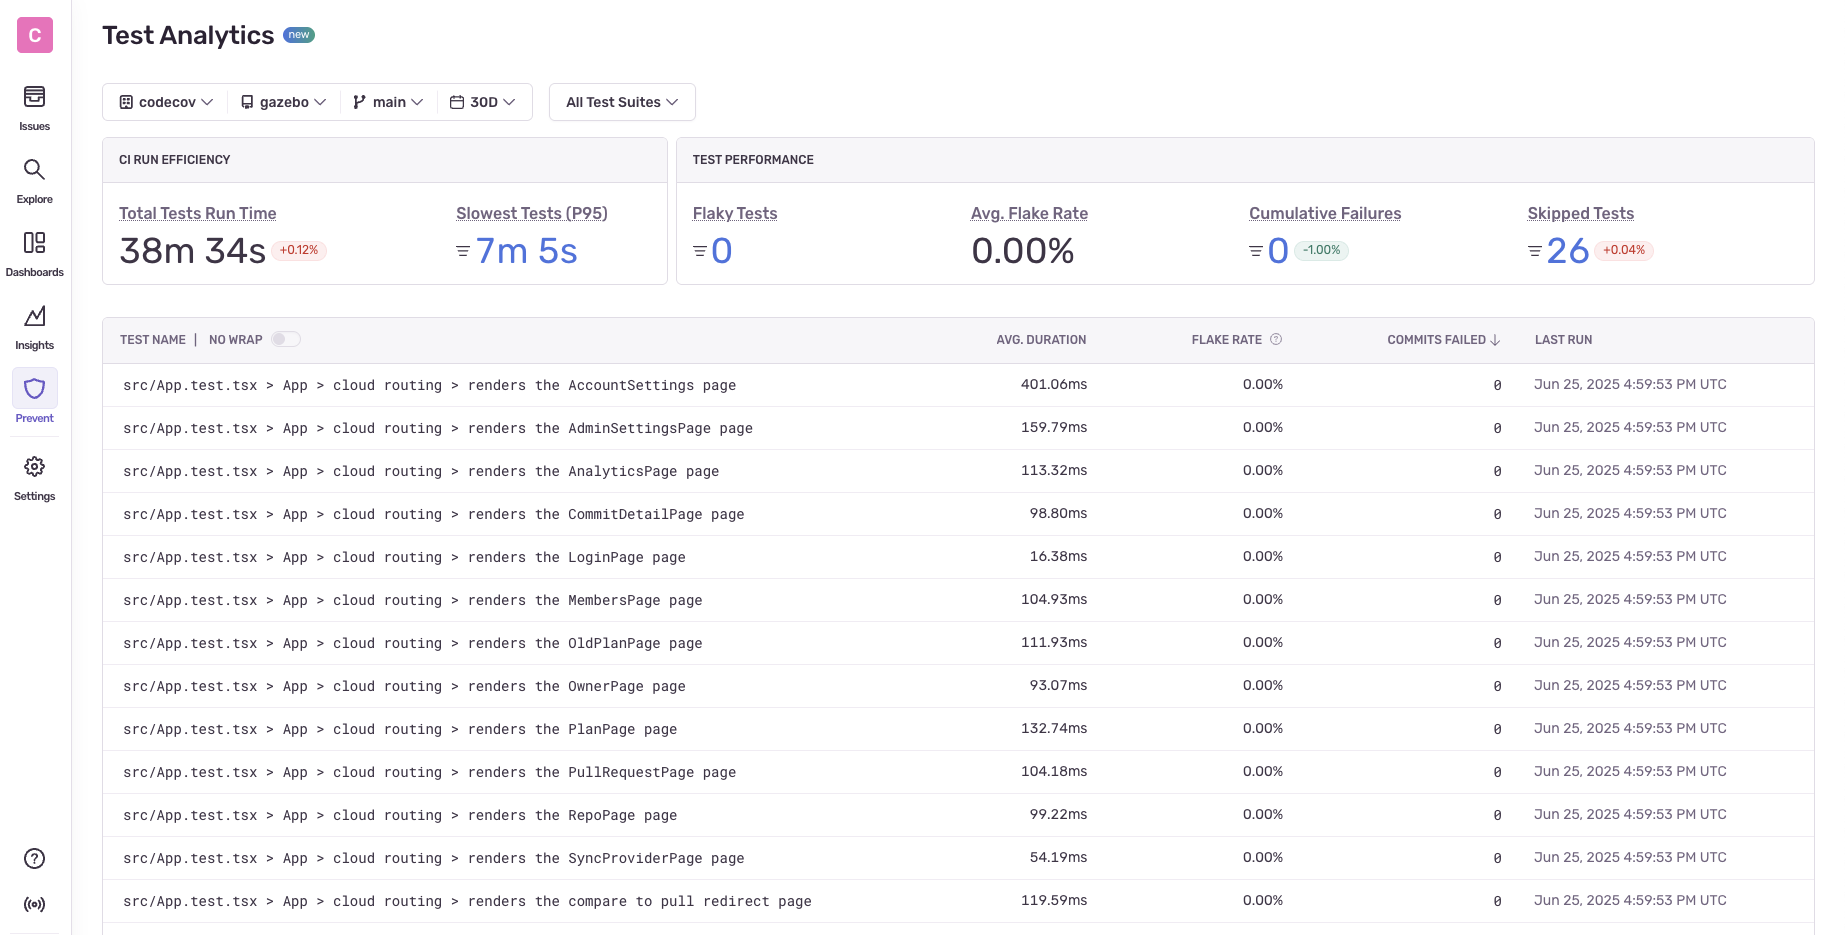 C
Issues
Explore
Dashboards
Insights
Prevent
Settings
Test Analytics new
codecov gazebo main 30D All Test Suites
CI RUN EFFICIENCY
Total Tests Run Time Slowest Tests (P95)
38m 34s +0.12% 7m 5s
TEST PERFORMANCE
Flaky Tests Avg. Flake Rate Cumulative Failures Skipped Tests
0 0.00% 0 -1.00% 26 +0.04%
TEST NAME | NO WRAP AVG. DURATION FLAKE RATE ? COMMITS FAILED LAST RUN
src/App.test.tsx > App > cloud routing > renders the AccountSettings page 401.06ms 0.00% 0 Jun 25, 2025 4:59:53 PM UTC
src/App.test.tsx > App > cloud routing > renders the AdminSettingsPage page 159.79ms 0.00% 0 Jun 25, 2025 4:59:53 PM UTC
src/App.test.tsx > App > cloud routing > renders the AnalyticsPage page 113.32ms 0.00% 0 Jun 25, 2025 4:59:53 PM UTC
src/App.test.tsx > App > cloud routing > renders the CommitDetailPage page 98.80ms 0.00% 0 Jun 25, 2025 4:59:53 PM UTC
src/App.test.tsx > App > cloud routing > renders the LoginPage page 16.38ms 0.00% 0 Jun 25, 2025 4:59:53 PM UTC
src/App.test.tsx > App > cloud routing > renders the MembersPage page 104.93ms 0.00% 0 Jun 25, 2025 4:59:53 PM UTC
src/App.test.tsx > App > cloud routing > renders the OldPlanPage page 111.93ms 0.00% 0 Jun 25, 2025 4:59:53 PM UTC
src/App.test.tsx > App > cloud routing > renders the OwnerPage page 93.07ms 0.00% 0 Jun 25, 2025 4:59:53 PM UTC
src/App.test.tsx > App > cloud routing > renders the PlanPage page 132.74ms 0.00% 0 Jun 25, 2025 4:59:53 PM UTC
src/App.test.tsx > App > cloud routing > renders the PullRequestPage page 104.18ms 0.00% 0 Jun 25, 2025 4:59:53 PM UTC
src/App.test.tsx > App > cloud routing > renders the RepoPage page 99.22ms 0.00% 0 Jun 25, 2025 4:59:53 PM UTC
src/App.test.tsx > App > cloud routing > renders the SyncProviderPage page 54.19ms 0.00% 0 Jun 25, 2025 4:59:53 PM UTC
src/App.test.tsx > App > cloud routing > renders the compare to pull redirect page 119.59ms 0.00% 0 Jun 25, 2025 4:59:53 PM UTC